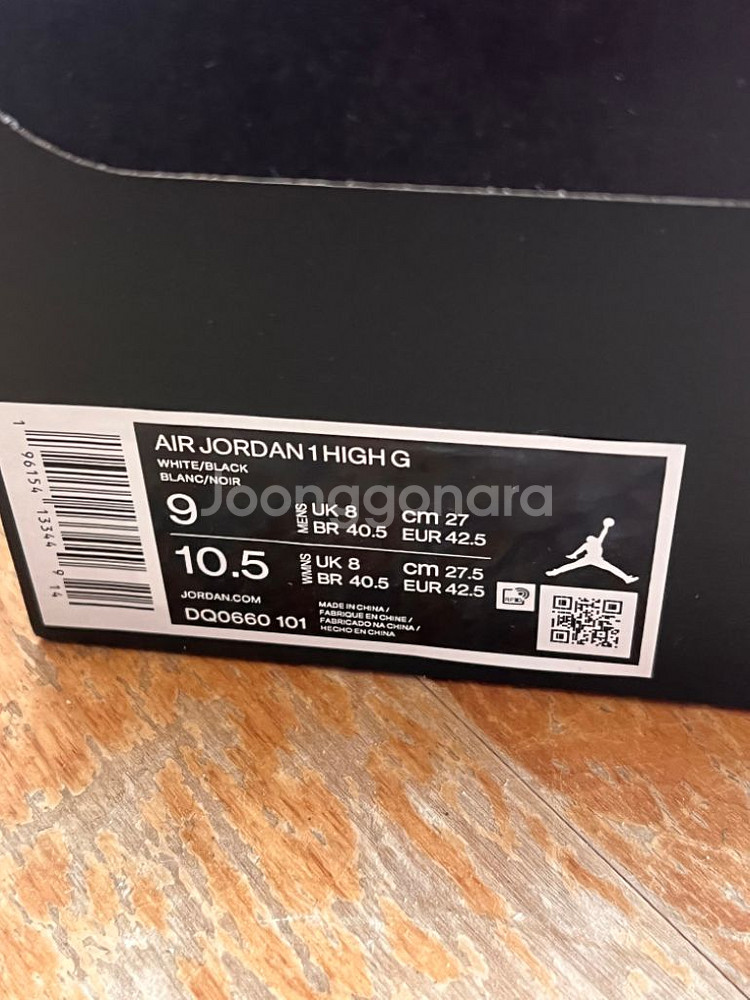 AIR JORDAN 1 HIGH G
WHITE/BLACK
BLANC/NOIR
9 MENS UK 8 cm 27
BR 40.5 EUR 42.5
10.5 WMNS UK 8 cm 27.5
BR 40.5 EUR 42.5
JORDAN.COM
DQ0660 101
MADE IN CHINA /
FABRIQUE EN CHINE /
FABRICADO NA CHINA /
HECHO EN CHINA
1 96154 13344 9 14
Joonggonara